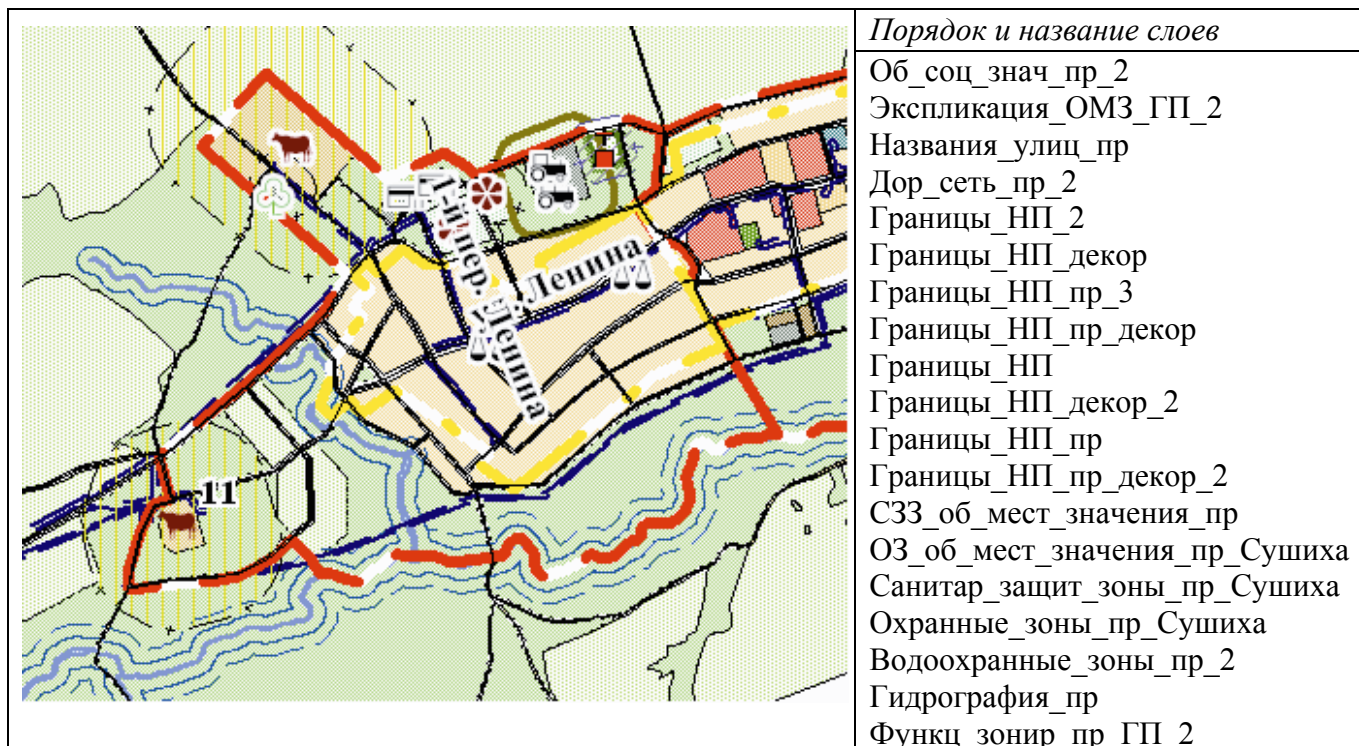 Порядок и название слоев
Об_соц_знач_пр_2
Экспликация_ОМЗ_ГП_2
Названия_улиц_пр
Дор_сеть_пр_2
Границы_НП_2
Границы_НП_декор
Границы_НП_пр_3
Границы_НП_пр_декор
Границы_НП
Границы_НП_декор_2
Границы_НП_пр
Границы_НП_пр_декор_2
СЗЗ_об_мест_значения_пр
ОЗ_об_мест_значения_пр_Сушиха
Санитар_защит_зоны_пр_Сушиха
Охранные_зоны_пр_Сушиха
Водоохранные_зоны_пр_2
Гидрография_пр
Функц_зонир_пр_ГП_2
1-й пер. Ленина
Ленина
11